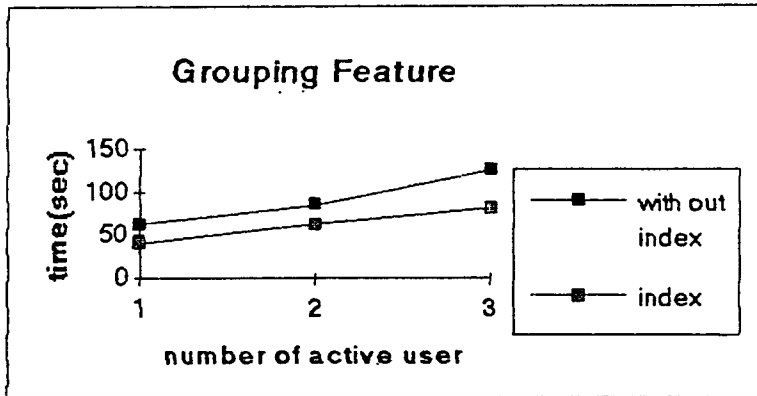 Grouping Feature
time(sec)
150
100
50
0
1 2 3
number of active user
with out
index
index